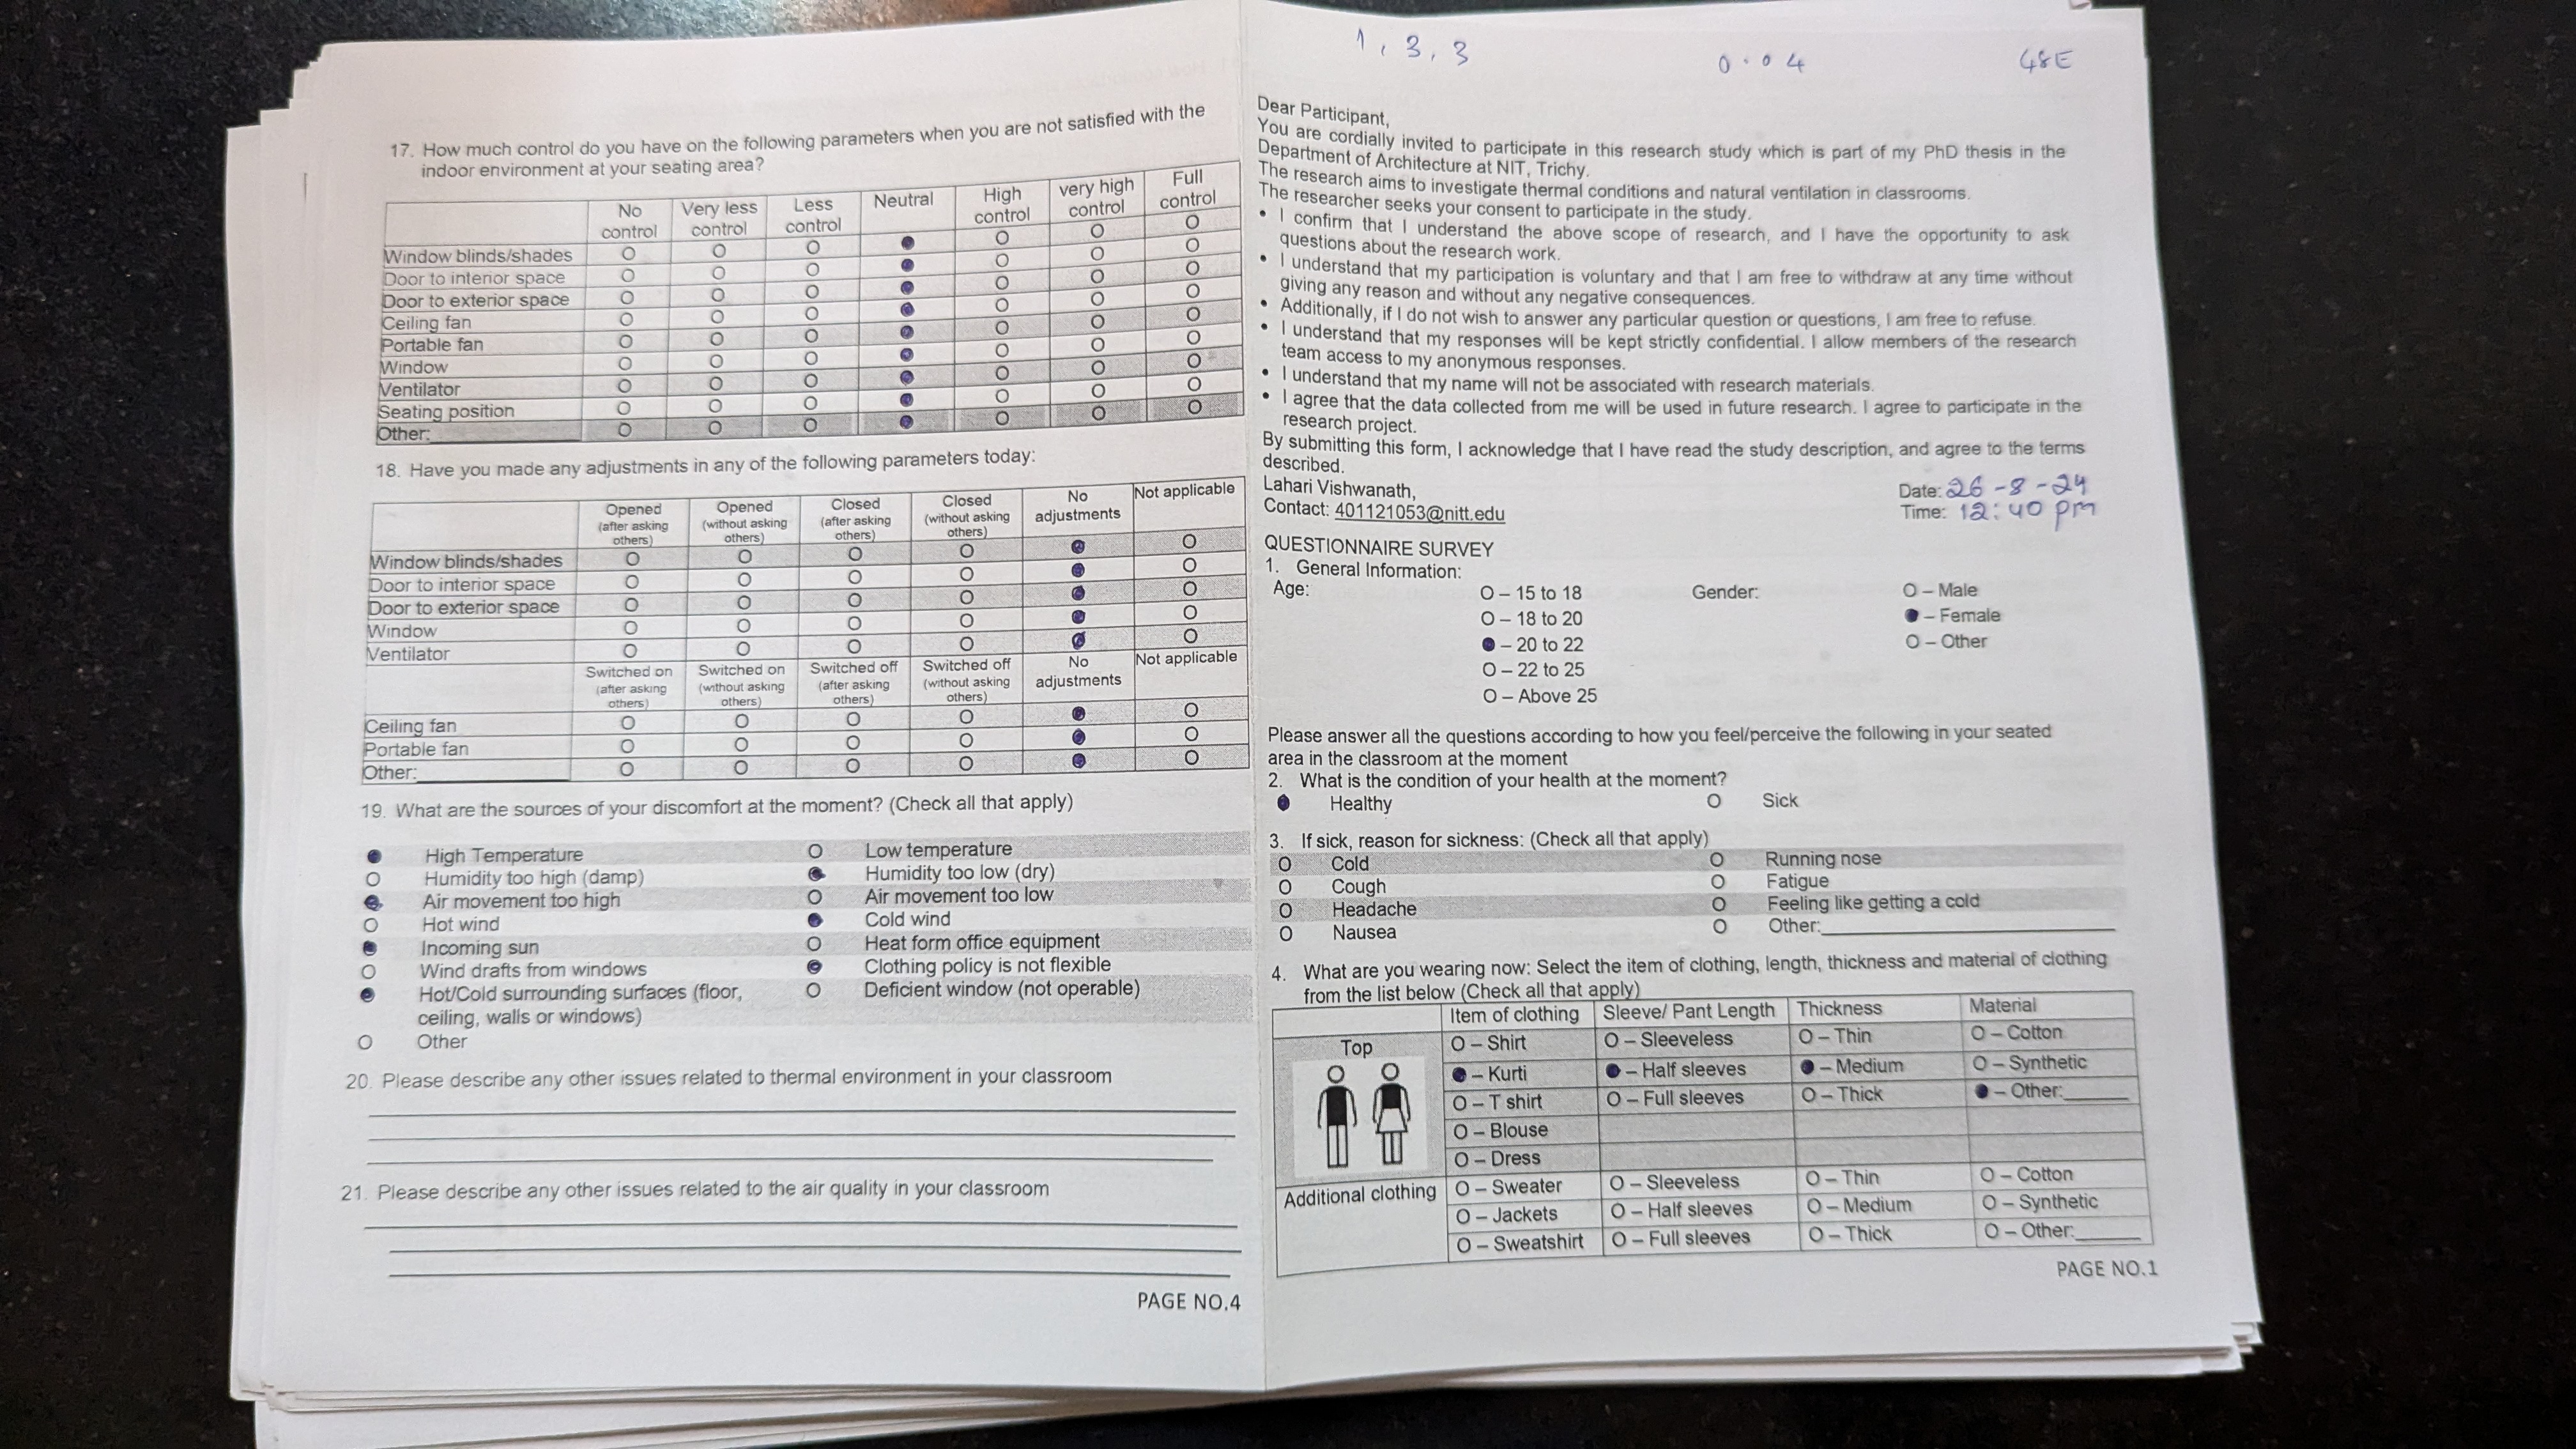 17. How much control do you have on the following parameters when you are not satisfied with the
indoor environment at your seating area?
No control Very less control Less control Neutral High control very high control Full control
Window blinds/shades O O O ● O O O
Door to interior space O O O ● O O O
Door to exterior space O O O ● O O O
Ceiling fan O O O ● O O O
Portable fan O O O ● O O O
Window O O O ● O O O
Ventilator O O O ● O O O
Seating position O O O ● O O O
Other:__________ O O O ● O O O
18. Have you made any adjustments in any of the following parameters today:
Opened (after asking others) Opened (without asking others) Closed (after asking others) Closed (without asking others) No adjustments Not applicable
Window blinds/shades O O O O ● O
Door to interior space O O O O ● O
Door to exterior space O O O O ● O
Window O O O O ● O
Ventilator O O O O ● O
Switched on (after asking others) Switched on (without asking others) Switched off (after asking others) Switched off (without asking others) No adjustments Not applicable
Ceiling fan O O O O ● O
Portable fan O O O O ● O
Other:__________ O O O O ● O
19. What are the sources of your discomfort at the moment? (Check all that apply)
● High Temperature O Low temperature
O Humidity too high (damp) ● Humidity too low (dry)
● Air movement too high O Air movement too low
O Hot wind ● Cold wind
● Incoming sun O Heat form office equipment
O Wind drafts from windows ● Clothing policy is not flexible
● Hot/Cold surrounding surfaces (floor, O Deficient window (not operable)
ceiling, walls or windows)
O Other
20. Please describe any other issues related to thermal environment in your classroom
21. Please describe any other issues related to the air quality in your classroom
PAGE NO.4
1, 3, 3 0.04 48E
Dear Participant,
You are cordially invited to participate in this research study which is part of my PhD thesis in the
Department of Architecture at NIT, Trichy.
The research aims to investigate thermal conditions and natural ventilation in classrooms.
The researcher seeks your consent to participate in the study.
• I confirm that I understand the above scope of research, and I have the opportunity to ask
questions about the research work.
• I understand that my participation is voluntary and that I am free to withdraw at any time without
giving any reason and without any negative consequences.
• Additionally, if I do not wish to answer any particular question or questions, I am free to refuse.
• I understand that my responses will be kept strictly confidential. I allow members of the research
team access to my anonymous responses.
• I understand that my name will not be associated with research materials.
• I agree that the data collected from me will be used in future research. I agree to participate in the
research project.
By submitting this form, I acknowledge that I have read the study description, and agree to the terms
described.
Lahari Vishwanath, Date: 26-8-24
Contact: 401121053@nitt.edu Time: 12:40 pm
QUESTIONNAIRE SURVEY
1. General Information:
Age: O – 15 to 18 Gender: O – Male
O – 18 to 20 ● – Female
● – 20 to 22 O – Other
O – 22 to 25
O – Above 25
Please answer all the questions according to how you feel/perceive the following in your seated
area in the classroom at the moment
2. What is the condition of your health at the moment?
● Healthy O Sick
3. If sick, reason for sickness: (Check all that apply)
O Cold O Running nose
O Cough O Fatigue
O Headache O Feeling like getting a cold
O Nausea O Other:__________
4. What are you wearing now: Select the item of clothing, length, thickness and material of clothing
from the list below (Check all that apply)
Item of clothing Sleeve/ Pant Length Thickness Material
Top O – Shirt O – Sleeveless O – Thin O – Cotton
● – Kurti ● – Half sleeves ● – Medium O – Synthetic
O – T shirt O – Full sleeves O – Thick ● – Other:______
O – Blouse
O – Dress
Additional clothing O – Sweater O – Sleeveless O – Thin O – Cotton
O – Jackets O – Half sleeves O – Medium O – Synthetic
O – Sweatshirt O – Full sleeves O – Thick O – Other:______
PAGE NO.1